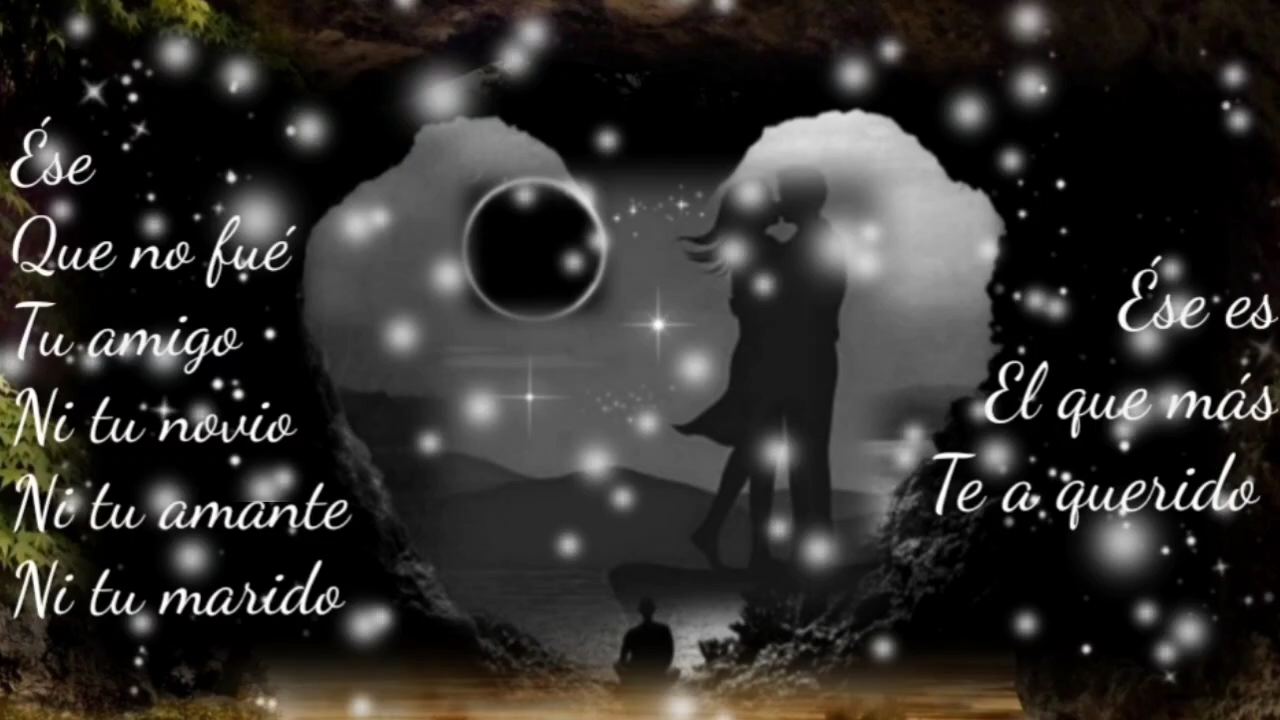 Ése
Que no fué
Tu amigo
Ni tu novio
Ni tu amante
Ni tu marido
Ése es
El que más
Te a querido